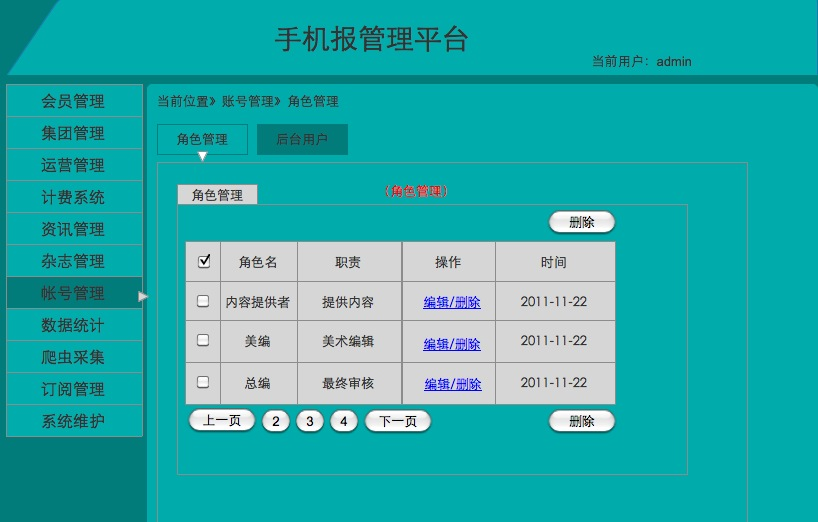 手机报管理平台
当前用户：admin
会员管理
集团管理
运营管理
计费系统
资讯管理
杂志管理
帐号管理
数据统计
爬虫采集
订阅管理
系统维护
当前位置》账号管理》角色管理
角色管理 后台用户
角色管理 （角色管理）
删除
角色名 职责 操作 时间
内容提供者 提供内容 编辑/删除 2011-11-22
美编 美术编辑 编辑/删除 2011-11-22
总编 最终审核 编辑/删除 2011-11-22
上一页 2 3 4 下一页 删除